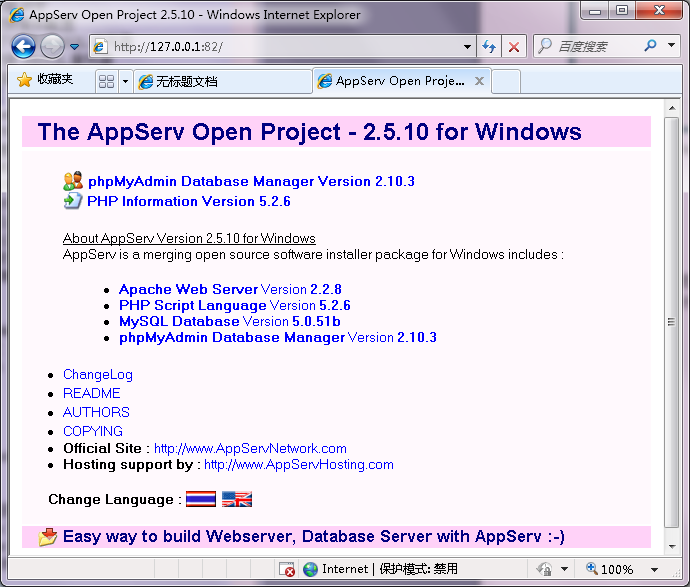 AppServ Open Project 2.5.10 - Windows Internet Explorer
http://127.0.0.1:82/
百度搜索
收藏夹
无标题文档
AppServ Open Proje...
The AppServ Open Project - 2.5.10 for Windows
phpMyAdmin Database Manager Version 2.10.3
PHP Information Version 5.2.6
About AppServ Version 2.5.10 for Windows
AppServ is a merging open source software installer package for Windows includes :
Apache Web Server Version 2.2.8
PHP Script Language Version 5.2.6
MySQL Database Version 5.0.51b
phpMyAdmin Database Manager Version 2.10.3
ChangeLog
README
AUTHORS
COPYING
Official Site : http://www.AppServNetwork.com
Hosting support by : http://www.AppServHosting.com
Change Language :
Easy way to build Webserver, Database Server with AppServ :-)
Internet | 保护模式: 禁用
100%